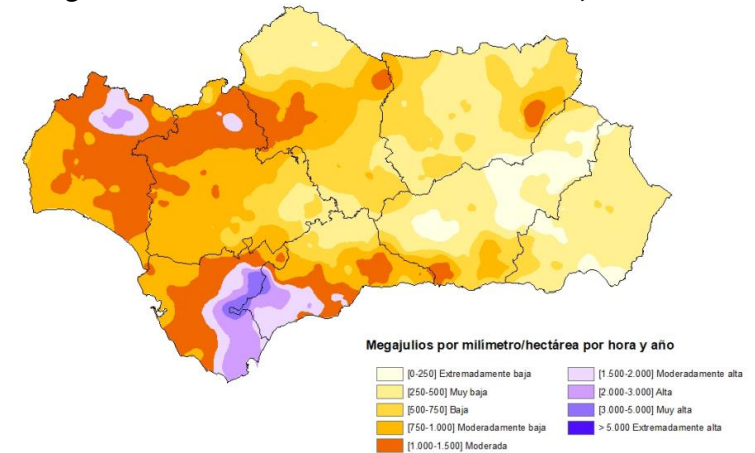 Megajulios por milímetro/hectárea por hora y año
[0-250] Extremadamente baja
[250-500] Muy baja
[500-750] Baja
[750-1.000] Moderadamente baja
[1.000-1.500] Moderada
[1.500-2.000] Moderadamente alta
[2.000-3.000] Alta
[3.000-5.000] Muy alta
> 5.000 Extremadamente alta